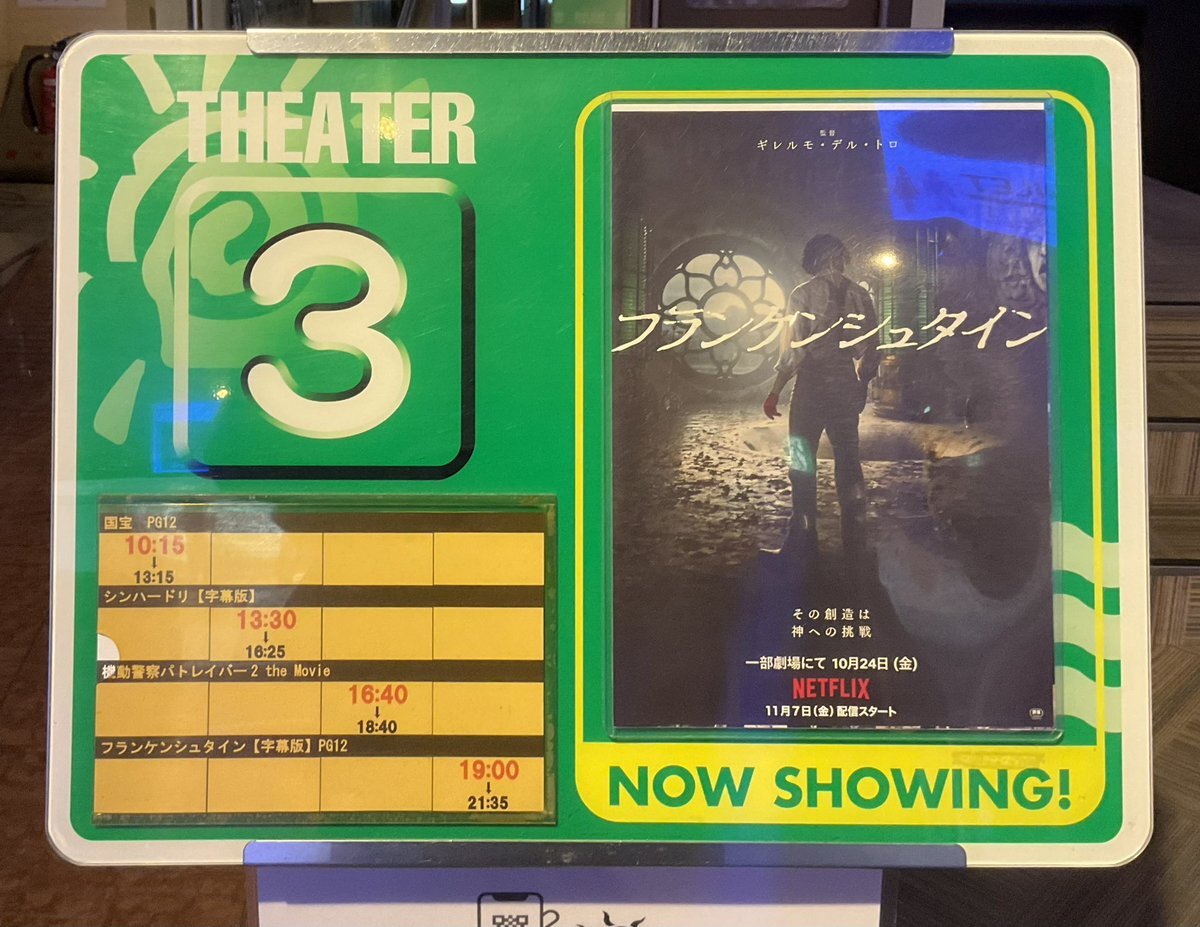 THEATER
3
国宝 PG12
10:15
↓
13:15
シンハードリ【字幕版】
13:30
↓
16:25
機動警察パトレイバー2 the Movie
16:40
↓
18:40
フランケンシュタイン【字幕版】PG12
19:00
↓
21:35
監督
ギレルモ・デル・トロ
フランケンシュタイン
その創造は
神への挑戦
一部劇場にて 10月24日 (金)
NETFLIX
11月7日(金) 配信スタート
NOW SHOWING!